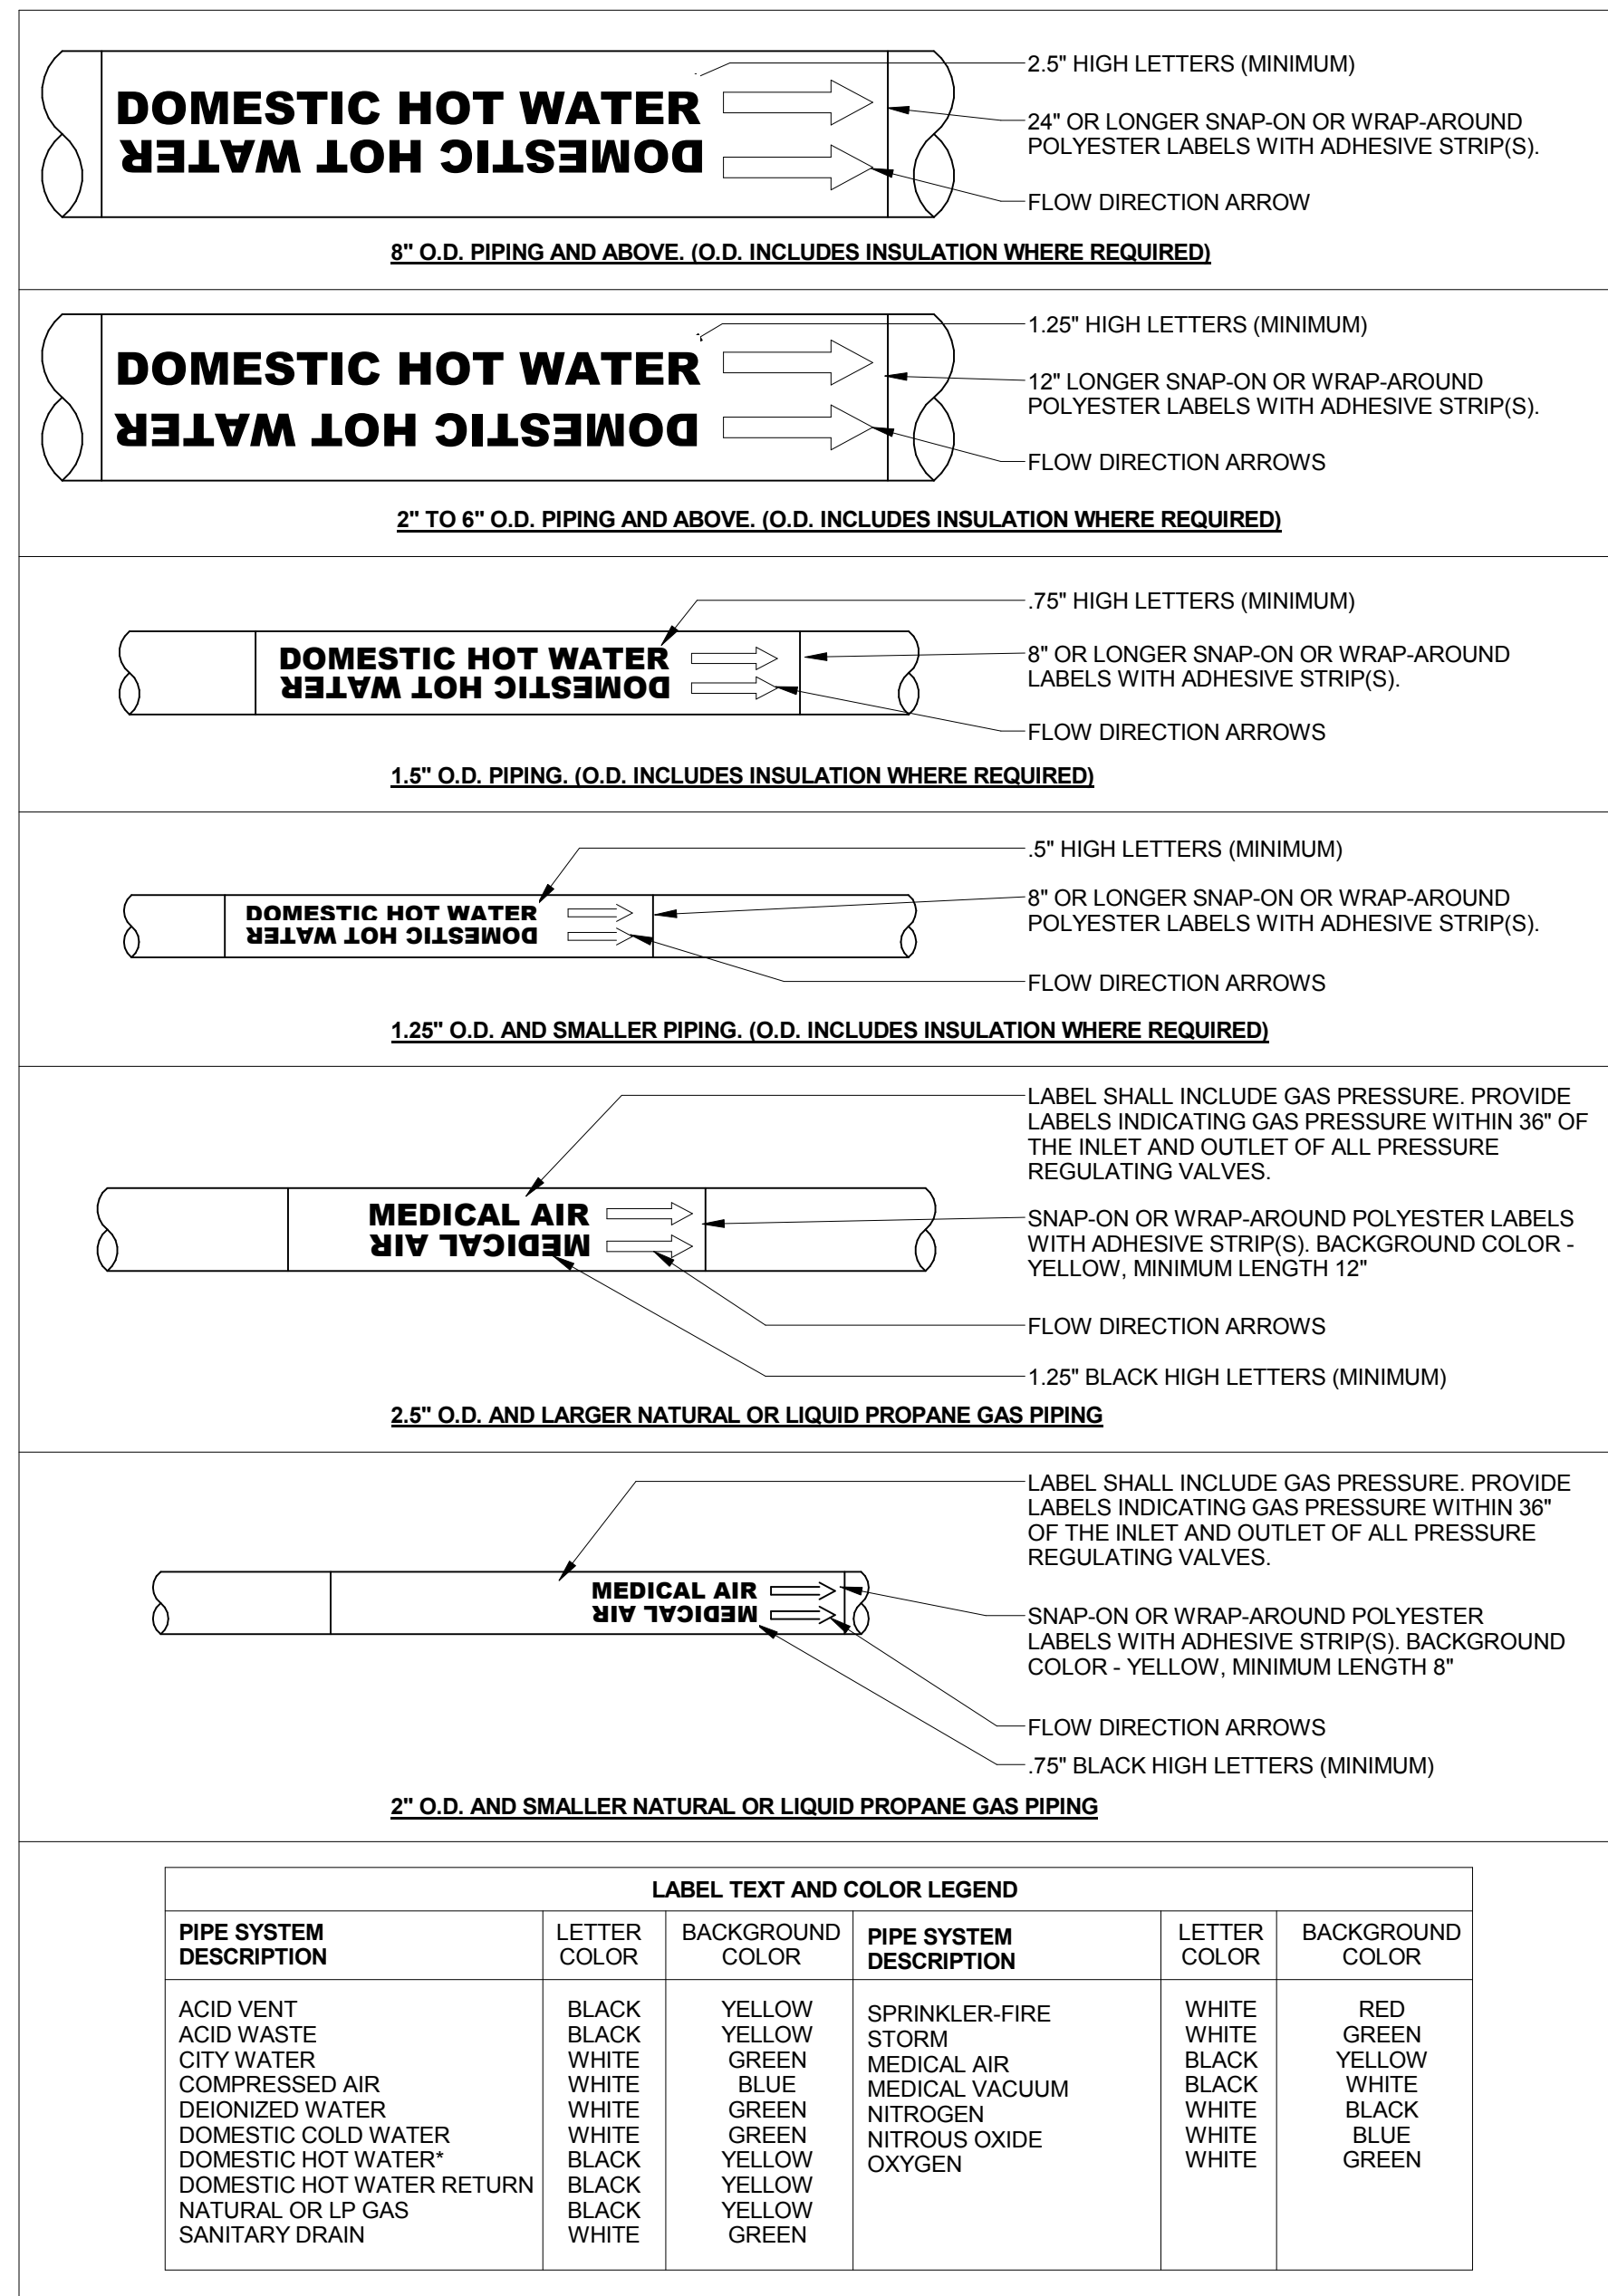 DOMESTIC HOT WATER
DOMESTIC HOT WATER
2.5" HIGH LETTERS (MINIMUM)
24" OR LONGER SNAP-ON OR WRAP-AROUND
POLYESTER LABELS WITH ADHESIVE STRIP(S).
FLOW DIRECTION ARROW
8" O.D. PIPING AND ABOVE. (O.D. INCLUDES INSULATION WHERE REQUIRED)
DOMESTIC HOT WATER
DOMESTIC HOT WATER
1.25" HIGH LETTERS (MINIMUM)
12" LONGER SNAP-ON OR WRAP-AROUND
POLYESTER LABELS WITH ADHESIVE STRIP(S).
FLOW DIRECTION ARROWS
2" TO 6" O.D. PIPING AND ABOVE. (O.D. INCLUDES INSULATION WHERE REQUIRED)
DOMESTIC HOT WATER
DOMESTIC HOT WATER
.75" HIGH LETTERS (MINIMUM)
8" OR LONGER SNAP-ON OR WRAP-AROUND
LABELS WITH ADHESIVE STRIP(S).
FLOW DIRECTION ARROWS
1.5" O.D. PIPING. (O.D. INCLUDES INSULATION WHERE REQUIRED)
DOMESTIC HOT WATER
DOMESTIC HOT WATER
.5" HIGH LETTERS (MINIMUM)
8" OR LONGER SNAP-ON OR WRAP-AROUND
POLYESTER LABELS WITH ADHESIVE STRIP(S).
FLOW DIRECTION ARROWS
1.25" O.D. AND SMALLER PIPING. (O.D. INCLUDES INSULATION WHERE REQUIRED)
MEDICAL AIR
MEDICAL AIR
LABEL SHALL INCLUDE GAS PRESSURE. PROVIDE
LABELS INDICATING GAS PRESSURE WITHIN 36" OF
THE INLET AND OUTLET OF ALL PRESSURE
REGULATING VALVES.
SNAP-ON OR WRAP-AROUND POLYESTER LABELS
WITH ADHESIVE STRIP(S). BACKGROUND COLOR -
YELLOW, MINIMUM LENGTH 12"
FLOW DIRECTION ARROWS
1.25" BLACK HIGH LETTERS (MINIMUM)
2.5" O.D. AND LARGER NATURAL OR LIQUID PROPANE GAS PIPING
MEDICAL AIR
MEDICAL AIR
LABEL SHALL INCLUDE GAS PRESSURE. PROVIDE
LABELS INDICATING GAS PRESSURE WITHIN 36"
OF THE INLET AND OUTLET OF ALL PRESSURE
REGULATING VALVES.
SNAP-ON OR WRAP-AROUND POLYESTER
LABELS WITH ADHESIVE STRIP(S). BACKGROUND
COLOR - YELLOW, MINIMUM LENGTH 8"
FLOW DIRECTION ARROWS
.75" BLACK HIGH LETTERS (MINIMUM)
2" O.D. AND SMALLER NATURAL OR LIQUID PROPANE GAS PIPING
LABEL TEXT AND COLOR LEGEND
PIPE SYSTEM LETTER BACKGROUND PIPE SYSTEM LETTER BACKGROUND
DESCRIPTION COLOR COLOR DESCRIPTION COLOR COLOR
ACID VENT BLACK YELLOW SPRINKLER-FIRE WHITE RED
ACID WASTE BLACK YELLOW STORM WHITE GREEN
CITY WATER WHITE GREEN MEDICAL AIR BLACK YELLOW
COMPRESSED AIR WHITE BLUE MEDICAL VACUUM BLACK WHITE
DEIONIZED WATER WHITE GREEN NITROGEN WHITE BLACK
DOMESTIC COLD WATER WHITE GREEN NITROUS OXIDE WHITE BLUE
DOMESTIC HOT WATER* BLACK YELLOW OXYGEN WHITE GREEN
DOMESTIC HOT WATER RETURN BLACK YELLOW
NATURAL OR LP GAS BLACK YELLOW
SANITARY DRAIN WHITE GREEN